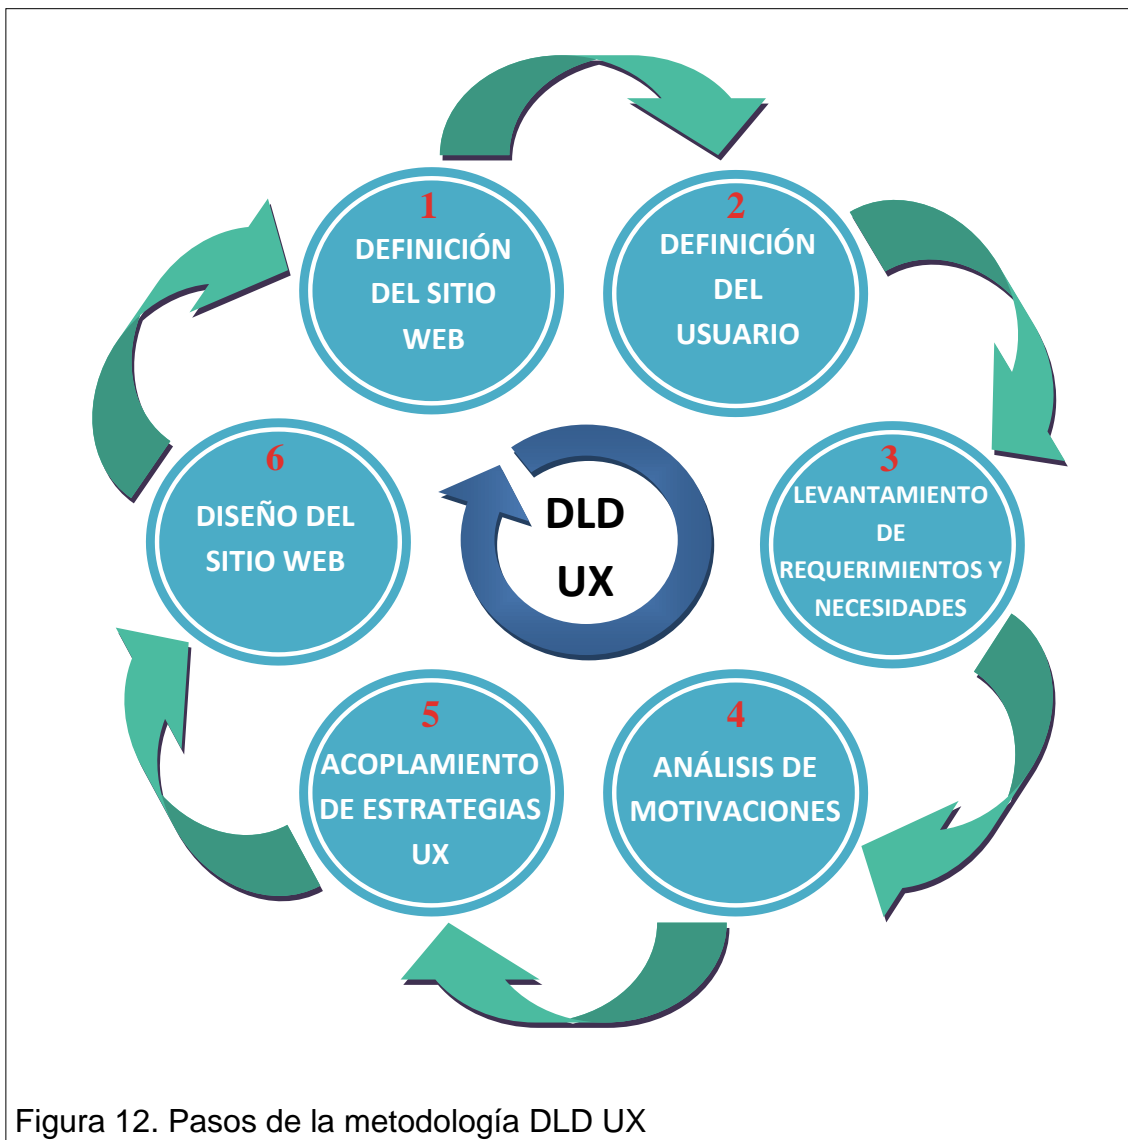 1
DEFINICIÓN
DEL SITIO
WEB
2
DEFINICIÓN
DEL
USUARIO
3
LEVANTAMIENTO
DE
REQUERIMIENTOS Y
NECESIDADES
4
ANÁLISIS DE
MOTIVACIONES
5
ACOPLAMIENTO
DE ESTRATEGIAS
UX
6
DISEÑO DEL
SITIO WEB
DLD
UX
Figura 12. Pasos de la metodología DLD UX